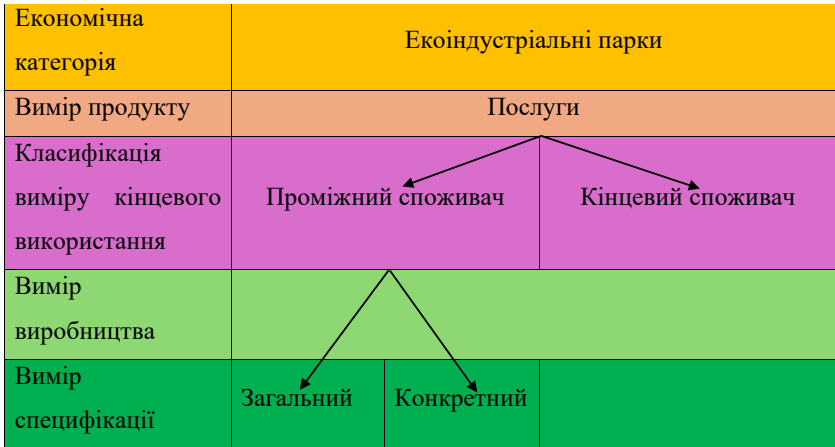 Економічна
категорія
Екоіндустріальні парки
Вимір продукту
Послуги
Класифікація
виміру кінцевого
використання
Проміжний споживач
Кінцевий споживач
Вимір
виробництва
Вимір
специфікації
Загальний
Конкретний